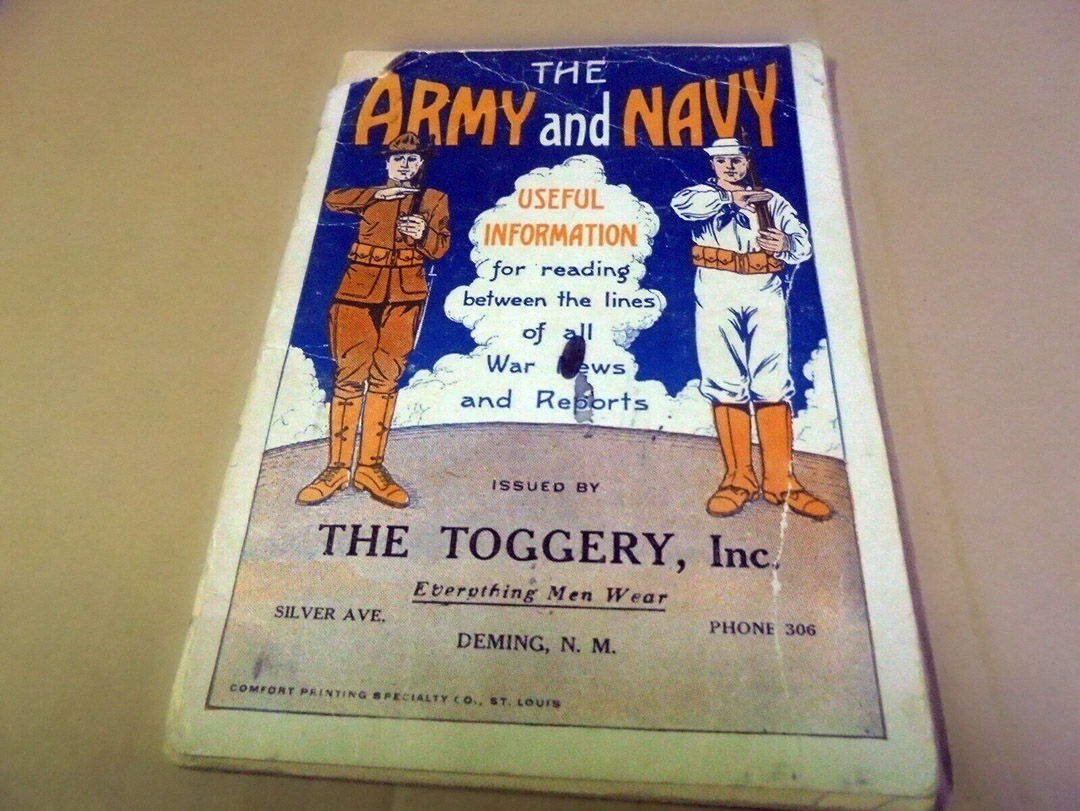 THE
ARMY and NAVY
USEFUL
INFORMATION
for reading
between the lines
of all
War News
and Reports
ISSUED BY
THE TOGGERY, Inc.
Everything Men Wear
SILVER AVE.
PHONE 306
DEMING, N. M.
COMFORT PRINTING SPECIALTY CO., ST. LOUIS